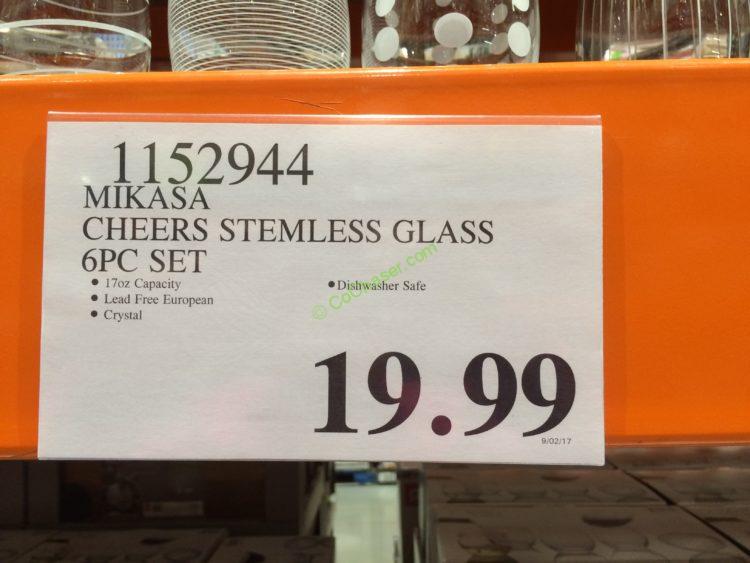 1152944
MIKASA
CHEERS STEMLESS GLASS
6PC SET
• 17oz Capacity
• Lead Free European
• Crystal
• Dishwasher Safe
© CoChaser.com
19.99
9/02/17